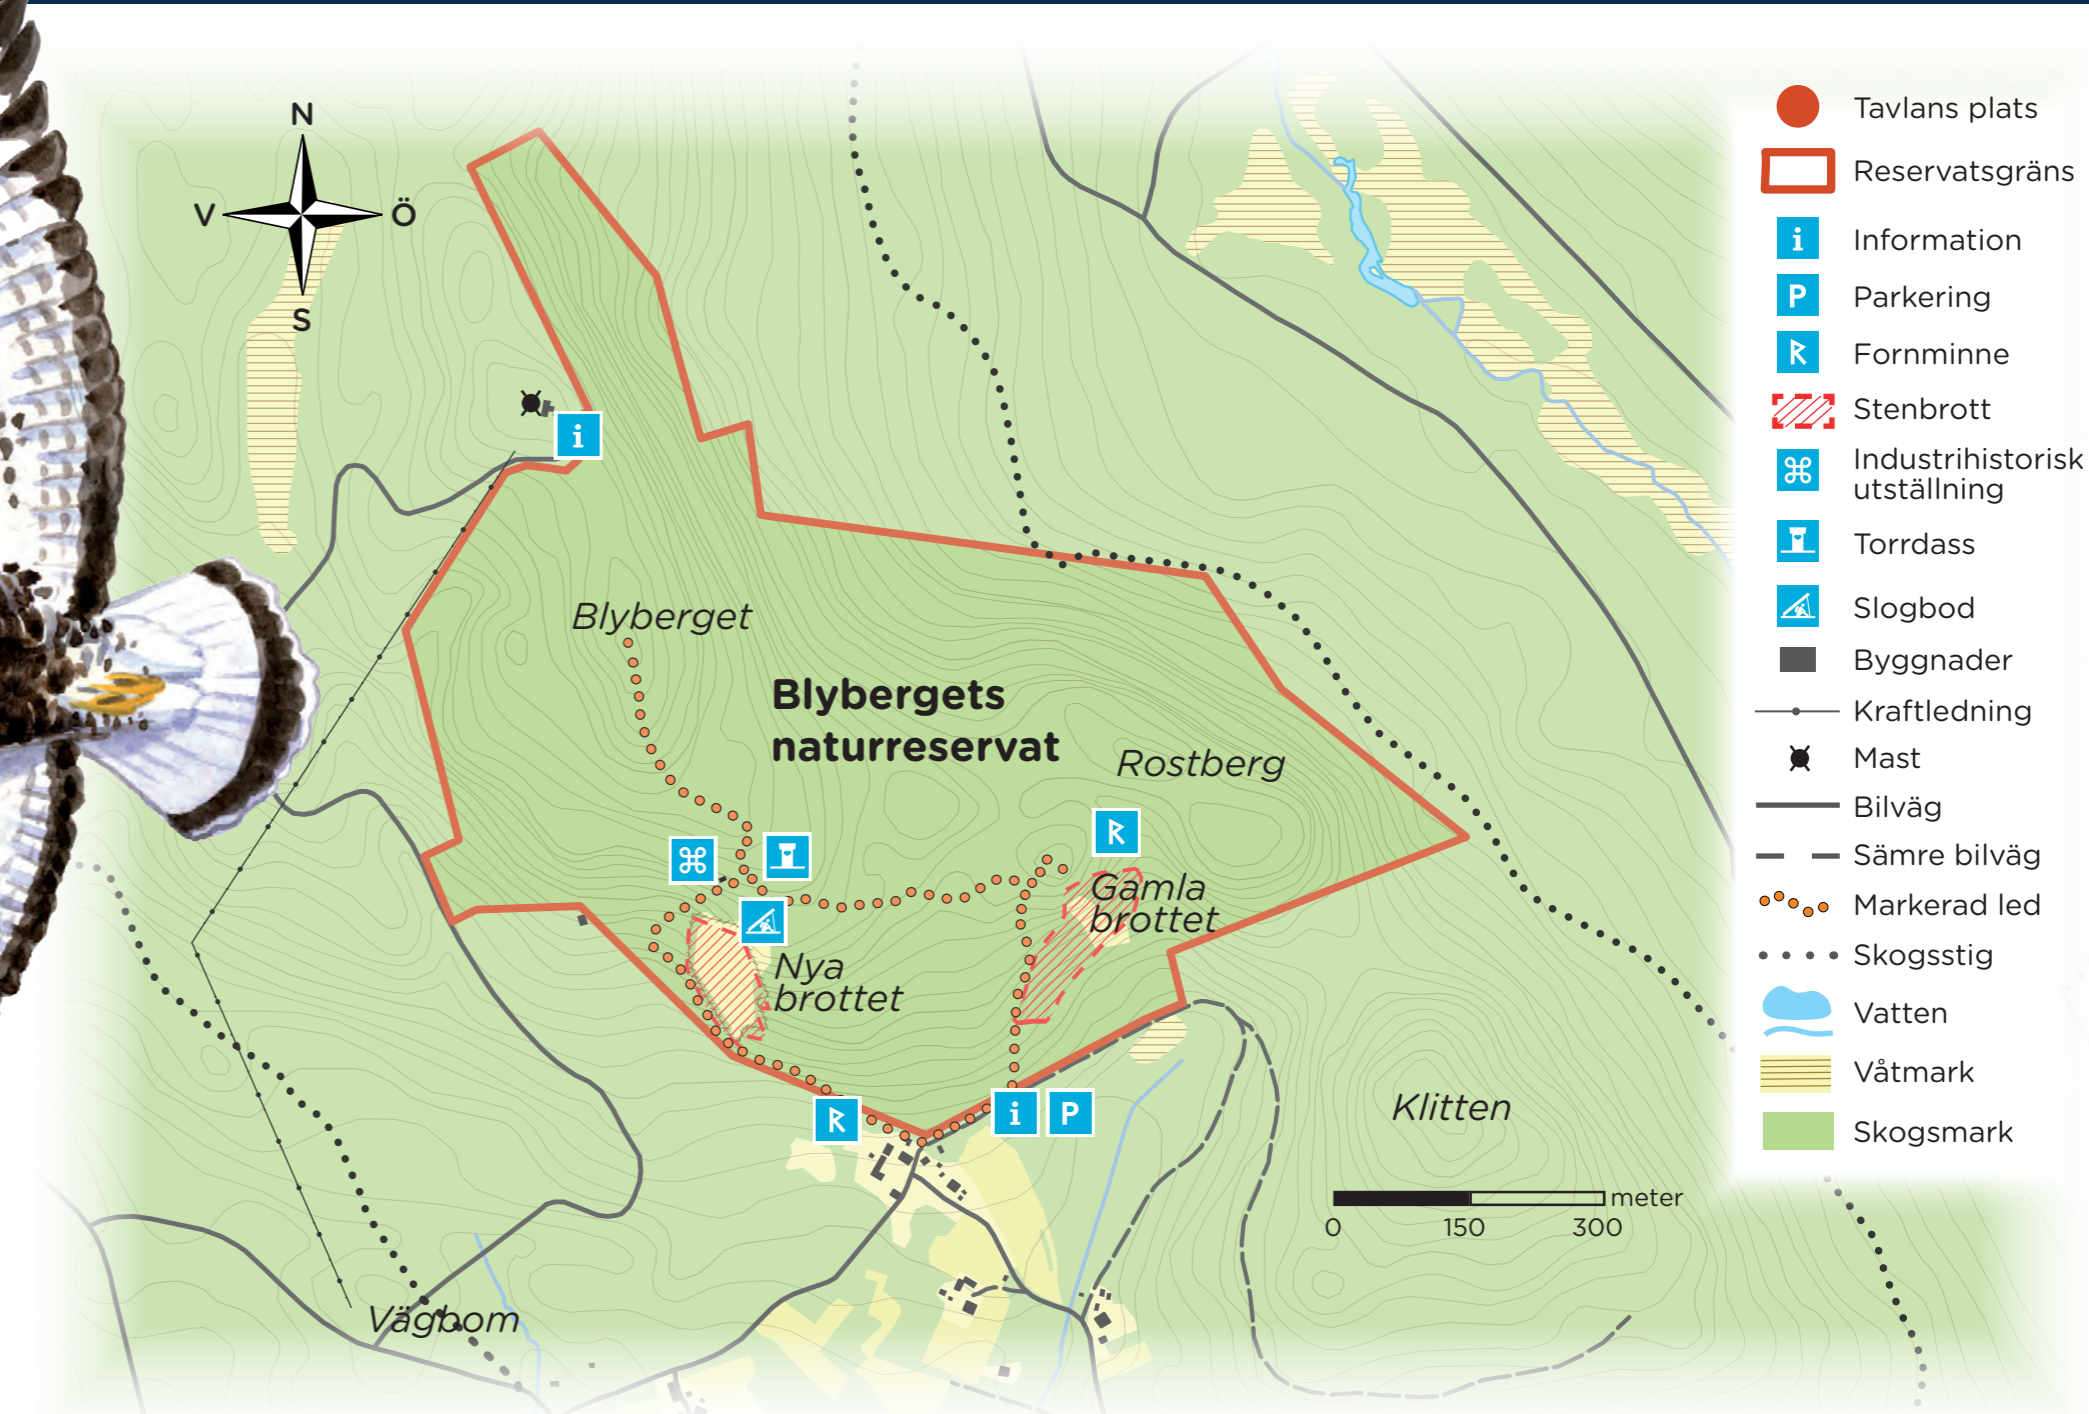 N
V
Ö
S
Blyberget
Blybergets
naturreservat
Rostberg
i
R
Gamla
brottet
⌘
Nya
brottet
R
i
P
Klitten
meter
0
150
300
Vägbom
Tavlans plats
Reservatsgräns
i
Information
P
Parkering
R
Fornminne
Stenbrott
⌘
Industrihistorisk
utställning
Torrdass
Slogbod
Byggnader
Kraftledning
Mast
Bilväg
Sämre bilväg
Markerad led
Skogsstig
Vatten
Våtmark
Skogsmark